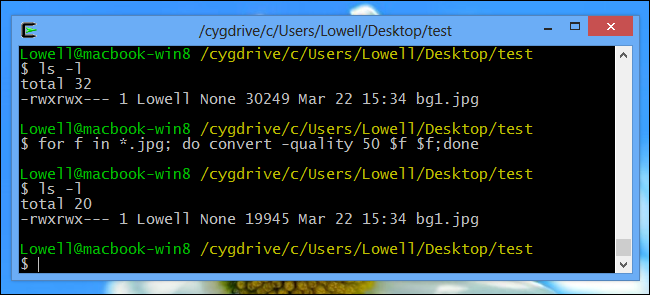 /cygdrive/c/Users/Lowell/Desktop/test
Lowell@macbook-win8 /cygdrive/c/Users/Lowell/Desktop/test
$ ls -l
total 32
-rwxrwx--- 1 Lowell None 30249 Mar 22 15:34 bg1.jpg
Lowell@macbook-win8 /cygdrive/c/Users/Lowell/Desktop/test
$ for f in *.jpg; do convert -quality 50 $f $f;done
Lowell@macbook-win8 /cygdrive/c/Users/Lowell/Desktop/test
$ ls -l
total 20
-rwxrwx--- 1 Lowell None 19945 Mar 22 15:34 bg1.jpg
Lowell@macbook-win8 /cygdrive/c/Users/Lowell/Desktop/test
$